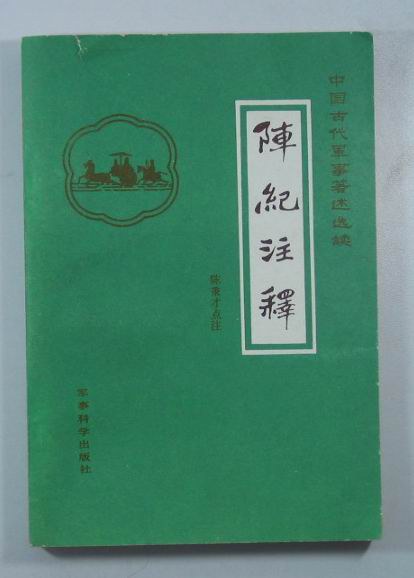 中国古代军事著述选读
陣紀注釋
陈秉才点注
军事科学出版社